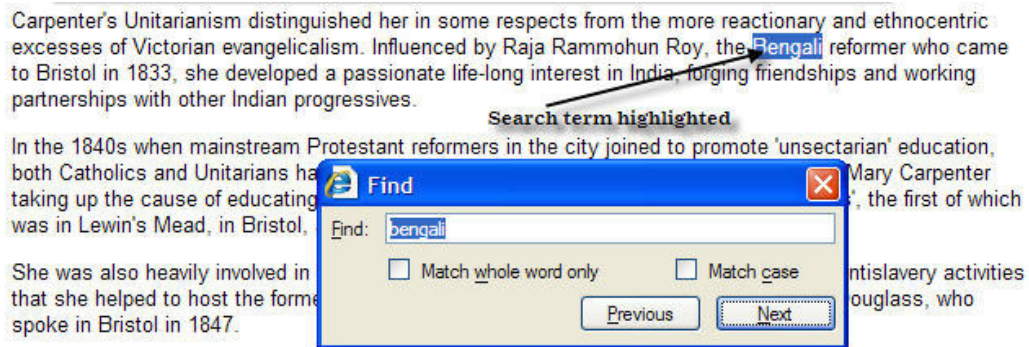 Carpenter's Unitarianism distinguished her in some respects from the more reactionary and ethnocentric
excesses of Victorian evangelicalism. Influenced by Raja Rammohun Roy, the Bengali reformer who came
to Bristol in 1833, she developed a passionate life-long interest in India, forging friendships and working
partnerships with other Indian progressives.
Search term highlighted
In the 1840s when mainstream Protestant reformers in the city joined to promote 'unsectarian' education,
both Catholics and Unitarians ha Mary Carpenter
taking up the cause of educating s', the first of which
was in Lewin's Mead, in Bristol,
Find
Find: bengali
Match whole word only Match case
Previous Next
She was also heavily involved in ntislavery activities
that she helped to host the forme ouglass, who
spoke in Bristol in 1847.